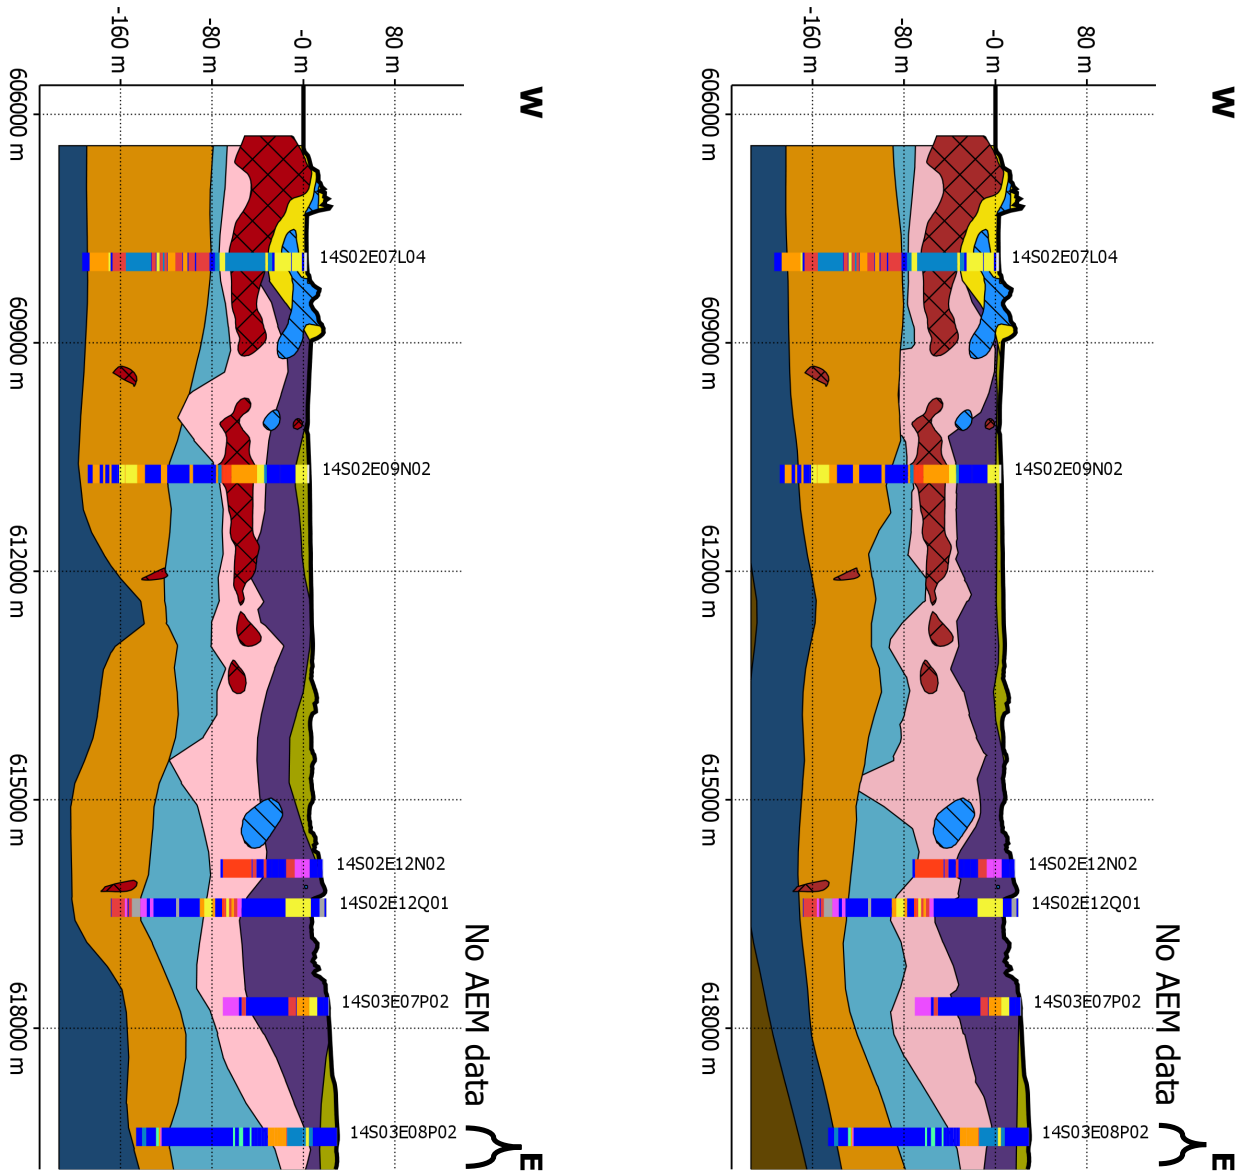 W
80 m
-0 m
-80 m
-160 m
606000 m
609000 m
612000 m
615000 m
618000 m
14S02E07L04
14S02E09N02
14S02E12N02
14S02E12Q01
14S03E07P02
14S03E08P02
No AEM data
E
W
80 m
-0 m
-80 m
-160 m
606000 m
609000 m
612000 m
615000 m
618000 m
14S02E07L04
14S02E09N02
14S02E12N02
14S02E12Q01
14S03E07P02
14S03E08P02
No AEM data
E